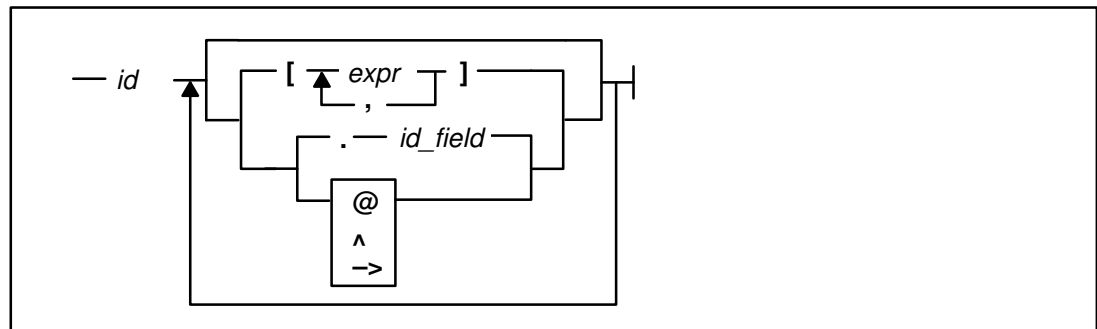 id [ expr ]
,
. id_field
@
^
–>